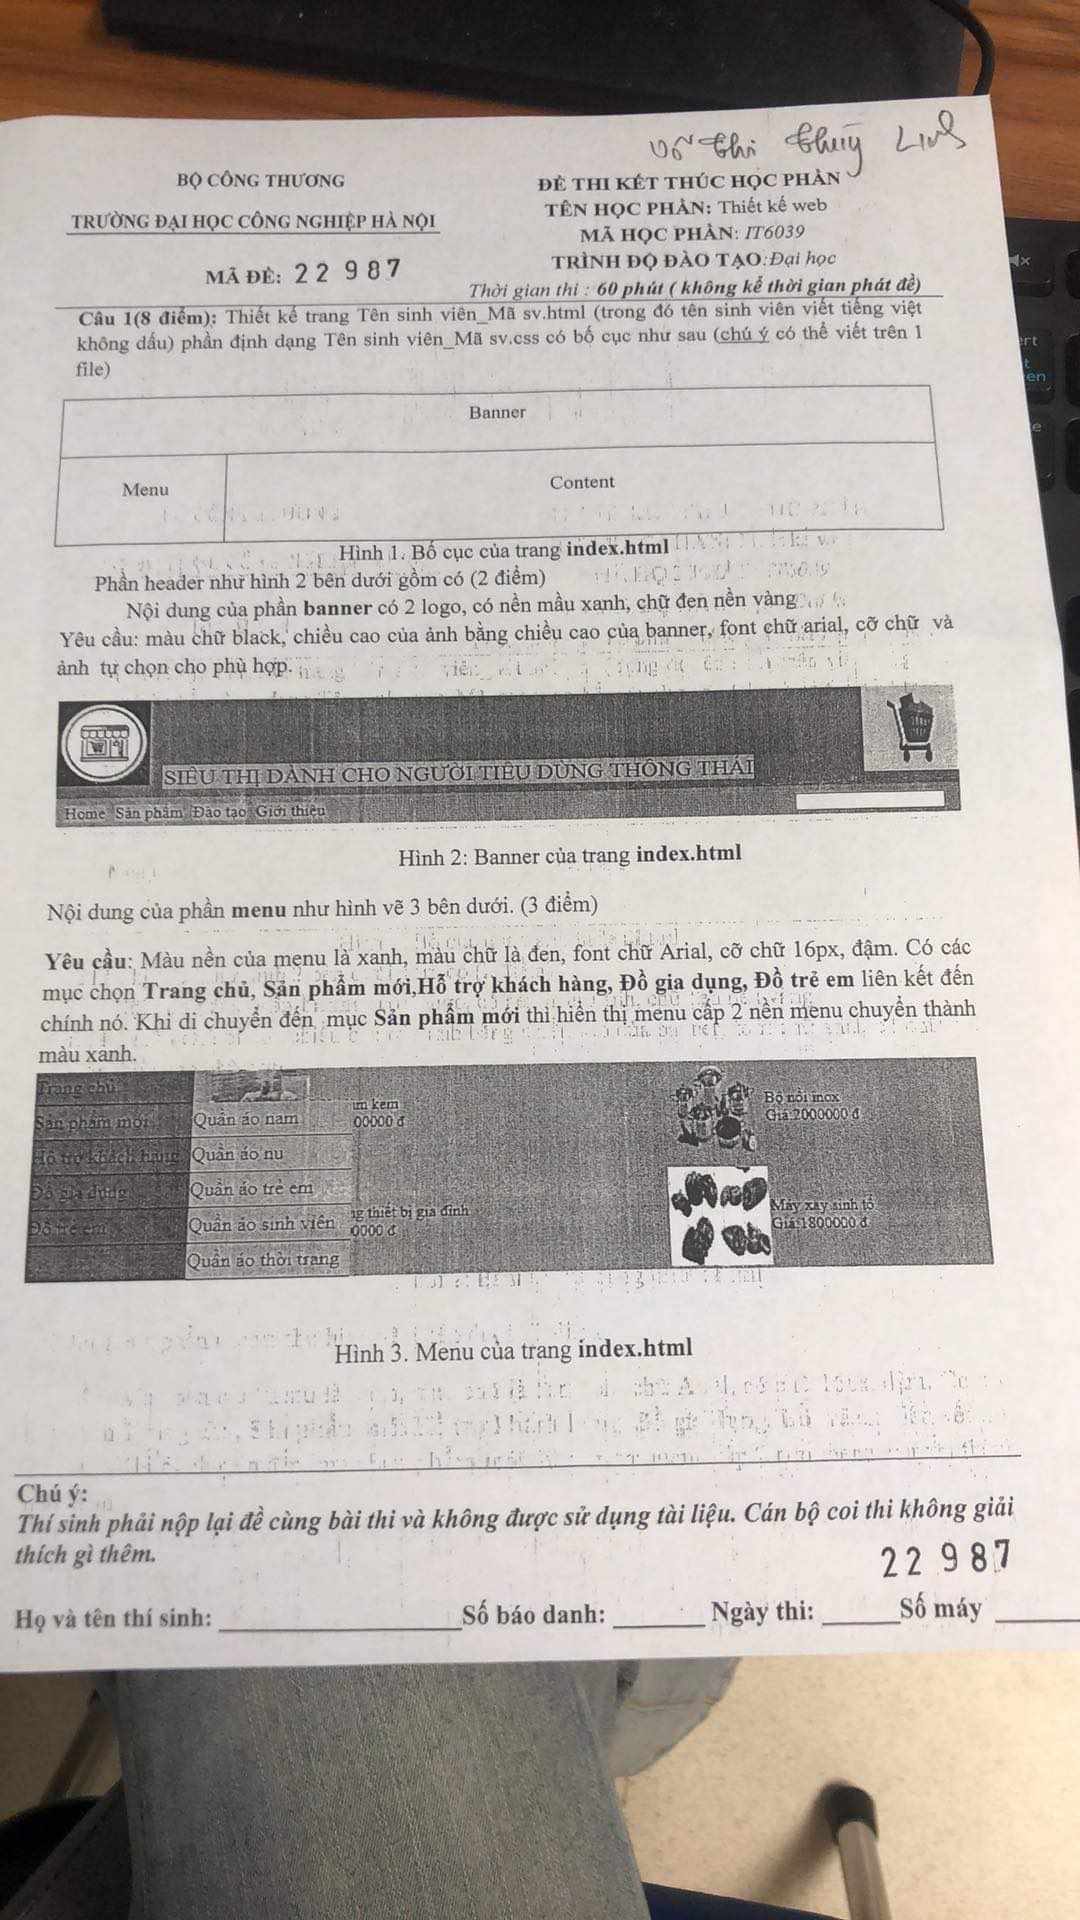 Thị Thùy Linh
BỘ CÔNG THƯƠNG
TRƯỜNG ĐẠI HỌC CÔNG NGHIỆP HÀ NỘI
MÃ ĐỀ: 22 987
ĐỀ THI KẾT THÚC HỌC PHẦN
TÊN HỌC PHẦN: Thiết kế web
MÃ HỌC PHẦN: IT6039
TRÌNH ĐỘ ĐÀO TẠO:Đại học
Thời gian thi : 60 phút ( không kể thời gian phát đề)
Câu 1(8 điểm): Thiết kế trang Tên sinh viên_Mã sv.html (trong đó tên sinh viên viết tiếng việt
không dấu) phần định dạng Tên sinh viên_Mã sv.css có bố cục như sau (chú ý có thể viết trên 1
file)
Banner
Menu
Content
Hình 1. Bố cục của trang index.html
Phần header như hình 2 bên dưới gồm có (2 điểm)
Nội dung của phần banner có 2 logo, có nền mầu xanh, chữ đen nền vàng
Yêu cầu: màu chữ black, chiều cao của ảnh bằng chiều cao của banner, font chữ arial, cỡ chữ và
ảnh tự chọn cho phù hợp.
SIÊU THỊ DÀNH CHO NGƯỜI TIÊU DÙNG THÔNG THÁI
Home Sản phẩm Đào tạo Giới thiệu
Hình 2: Banner của trang index.html
Nội dung của phần menu như hình vẽ 3 bên dưới. (3 điểm)
Yêu cầu: Màu nền của menu là xanh, màu chữ là đen, font chữ Arial, cỡ chữ 16px, đậm. Có các
mục chọn Trang chủ, Sản phẩm mới,Hỗ trợ khách hàng, Đồ gia dụng, Đồ trẻ em liên kết đến
chính nó. Khi di chuyển đến mục Sản phẩm mới thì hiển thị menu cấp 2 nền menu chuyển thành
màu xanh.
Trang chủ
Sản phẩm mới
Hỗ trợ khách hàng
Đồ gia dụng
Đồ trẻ em
Quần áo nam
Quần áo nu
Quần áo trẻ em
Quần áo sinh viên
Quần áo thời trang
im kem
00000 đ
ng thiết bị gia đình
0000 đ
Bộ nồi inox
Giá:2000000 đ
Máy xay sinh tố
Giá:1800000 đ
Hình 3. Menu của trang index.html
Chú ý:
Thí sinh phải nộp lại đề cùng bài thi và không được sử dụng tài liệu. Cán bộ coi thi không giải
thích gì thêm.
22 987
Họ và tên thí sinh: Số báo danh: Ngày thi: Số máy